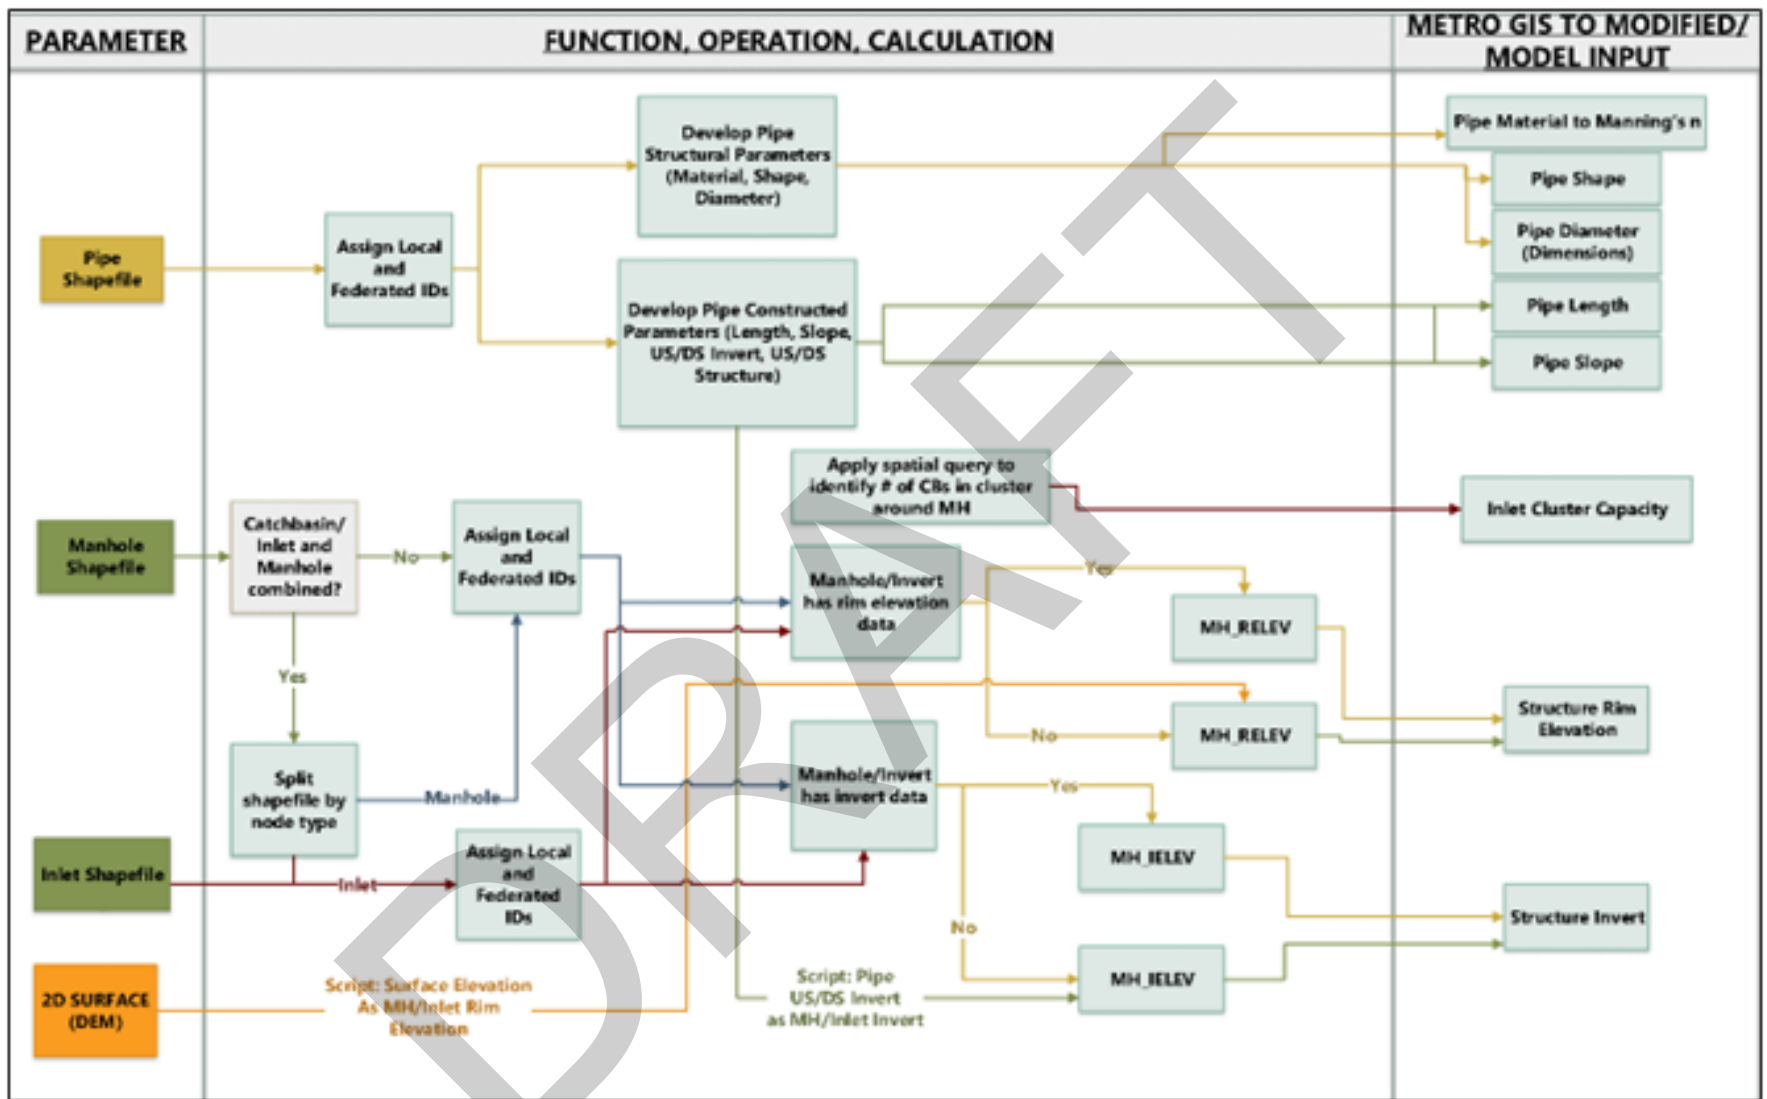 PARAMETER
FUNCTION, OPERATION, CALCULATION
METRO GIS TO MODIFIED/
MODEL INPUT
Pipe
Shapefile
Assign Local
and
Federated IDs
Develop Pipe
Structural Parameters
(Material, Shape,
Diameter)
Develop Pipe Constructed
Parameters (Length, Slope,
US/DS Invert, US/DS
Structure)
Pipe Material to Manning's n
Pipe Shape
Pipe Diameter
(Dimensions)
Pipe Length
Pipe Slope
Apply spatial query to
identify # of CBs in cluster
around MH
Inlet Cluster Capacity
Manhole
Shapefile
Catchbasin/
Inlet and
Manhole
combined?
No
Assign Local
and
Federated IDs
Yes
Split
shapefile by
node type
Manhole
Manhole/Invert
has rim elevation
data
Yes
MH_RELEV
No
MH_RELEV
Structure Rim
Elevation
Manhole/Invert
has invert data
Yes
MH_IELEV
No
MH_IELEV
Structure Invert
Inlet Shapefile
Inlet
Assign Local
and
Federated
IDs
2D SURFACE
(DEM)
Script: Surface Elevation
As MH/Inlet Rim
Elevation
Script: Pipe
US/DS Invert
as MH/Inlet Invert
DRAFT